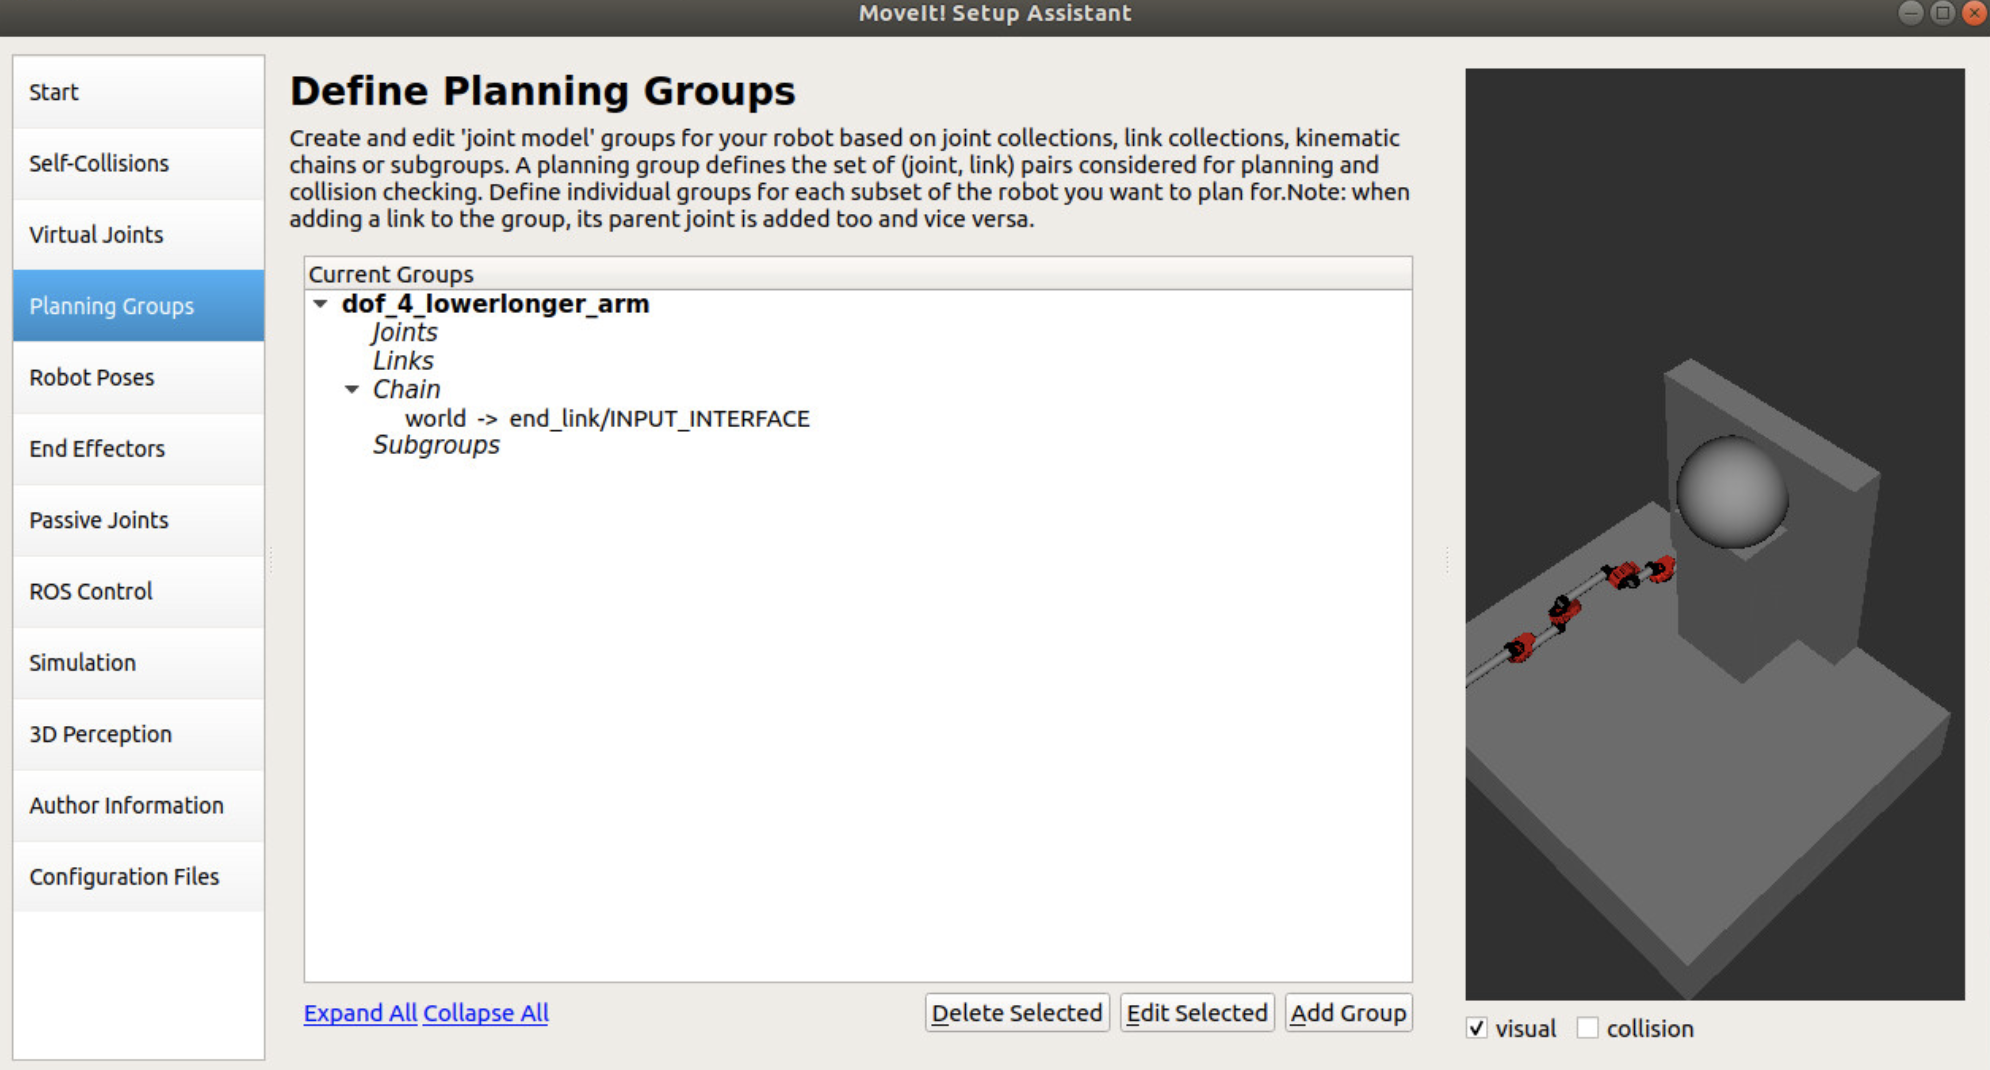 MoveIt! Setup Assistant
Start
Self-Collisions
Virtual Joints
Planning Groups
Robot Poses
End Effectors
Passive Joints
ROS Control
Simulation
3D Perception
Author Information
Configuration Files
Define Planning Groups
Create and edit 'joint model' groups for your robot based on joint collections, link collections, kinematic
chains or subgroups. A planning group defines the set of (joint, link) pairs considered for planning and
collision checking. Define individual groups for each subset of the robot you want to plan for.Note: when
adding a link to the group, its parent joint is added too and vice versa.
Current Groups
dof_4_lowerlonger_arm
Joints
Links
Chain
world -> end_link/INPUT_INTERFACE
Subgroups
Expand All Collapse All
Delete Selected
Edit Selected
Add Group
visual
collision